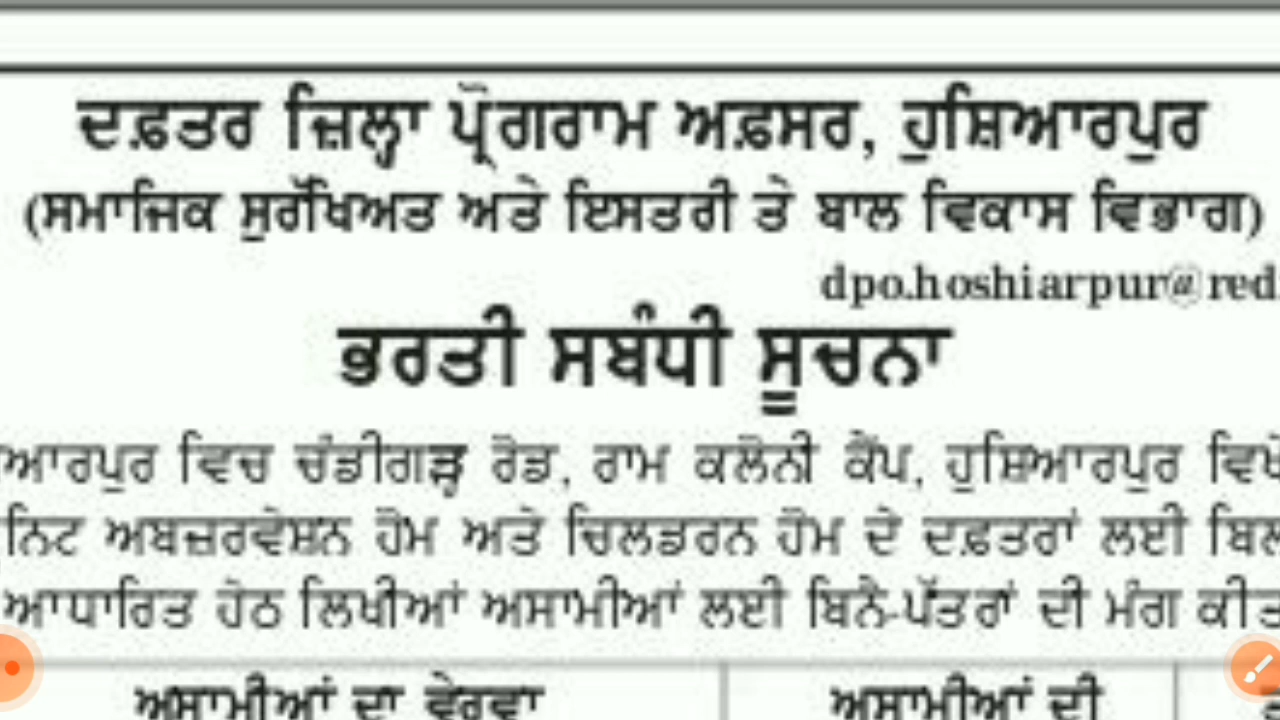 ਦਫ਼ਤਰ ਜ਼ਿਲ੍ਹਾ ਪ੍ਰੋਗਰਾਮ ਅਫ਼ਸਰ, ਹੁਸ਼ਿਆਰਪੁਰ
(ਸਮਾਜਿਕ ਸੁਰੱਖਿਅਤ ਅਤੇ ਇਸਤਰੀ ਤੇ ਬਾਲ ਵਿਕਾਸ ਵਿਭਾਗ)
dpo.hoshiarpur@red
ਭਰਤੀ ਸਬੰਧੀ ਸੂਚਨਾ
ਆਰਪੁਰ ਵਿਚ ਚੰਡੀਗੜ੍ਹ ਰੋਡ, ਰਾਮ ਕਲੋਨੀ ਕੈਂਪ, ਹੁਸ਼ਿਆਰਪੁਰ ਵਿਖੇ
ਨਿਟ ਅਬਜ਼ਰਵੇਸ਼ਨ ਹੋਮ ਅਤੇ ਚਿਲਡਰਨ ਹੋਮ ਦੇ ਦਫ਼ਤਰਾਂ ਲਈ ਬਿਲ
ਆਧਾਰਿਤ ਹੇਠ ਲਿਖੀਆਂ ਅਸਾਮੀਆਂ ਲਈ ਬਿਨੈ-ਪੱਤਰਾਂ ਦੀ ਮੰਗ ਕੀਤ
ਅਸਾਮੀਆਂ ਦਾ ਵੇਰਵਾ ਅਸਾਮੀਆਂ ਦੀ